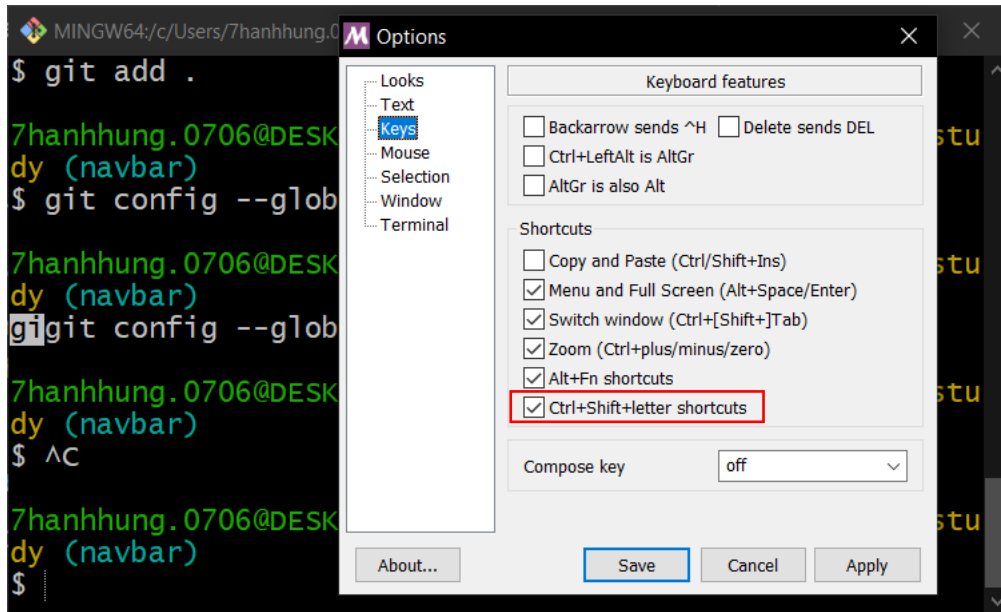 MINGW64:/c/Users/7hanhhung.0
$ git add .
7hanhhung.0706@DESK
stu
dy (navbar)
$ git config --glob
7hanhhung.0706@DESK
stu
dy (navbar)
gigit config --glob
7hanhhung.0706@DESK
stu
dy (navbar)
$ ^C
7hanhhung.0706@DESK
stu
dy (navbar)
$
Options
Looks
Text
Keys
Mouse
Selection
Window
Terminal
Keyboard features
Backarrow sends ^H Delete sends DEL
Ctrl+LeftAlt is AltGr
AltGr is also Alt
Shortcuts
Copy and Paste (Ctrl/Shift+Ins)
Menu and Full Screen (Alt+Space/Enter)
Switch window (Ctrl+[Shift+]Tab)
Zoom (Ctrl+plus/minus/zero)
Alt+Fn shortcuts
Ctrl+Shift+letter shortcuts
Compose key off
About... Save Cancel Apply